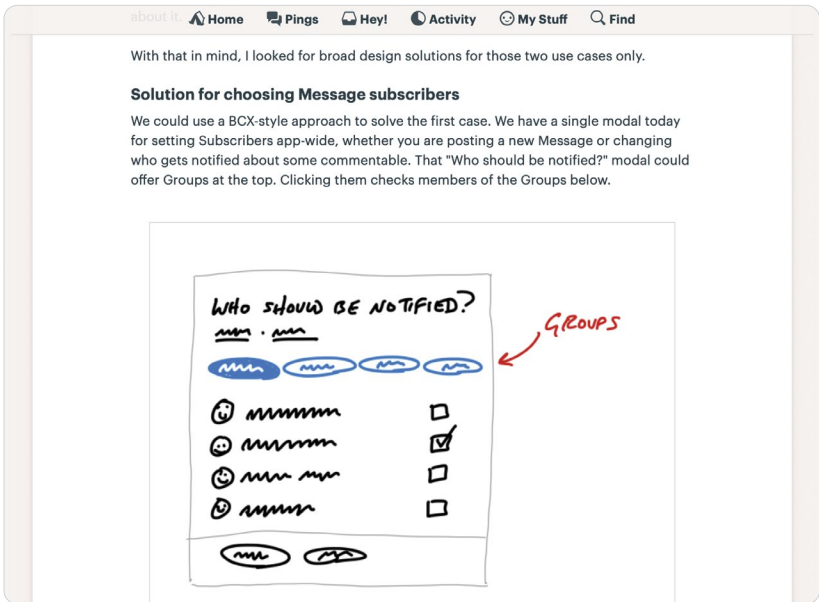 about it.
Home Pings Hey! Activity My Stuff Find
With that in mind, I looked for broad design solutions for those two use cases only.
Solution for choosing Message subscribers
We could use a BCX-style approach to solve the first case. We have a single modal today
for setting Subscribers app-wide, whether you are posting a new Message or changing
who gets notified about some commentable. That "Who should be notified?" modal could
offer Groups at the top. Clicking them checks members of the Groups below.
WHO SHOULD BE NOTIFIED?
GROUPS